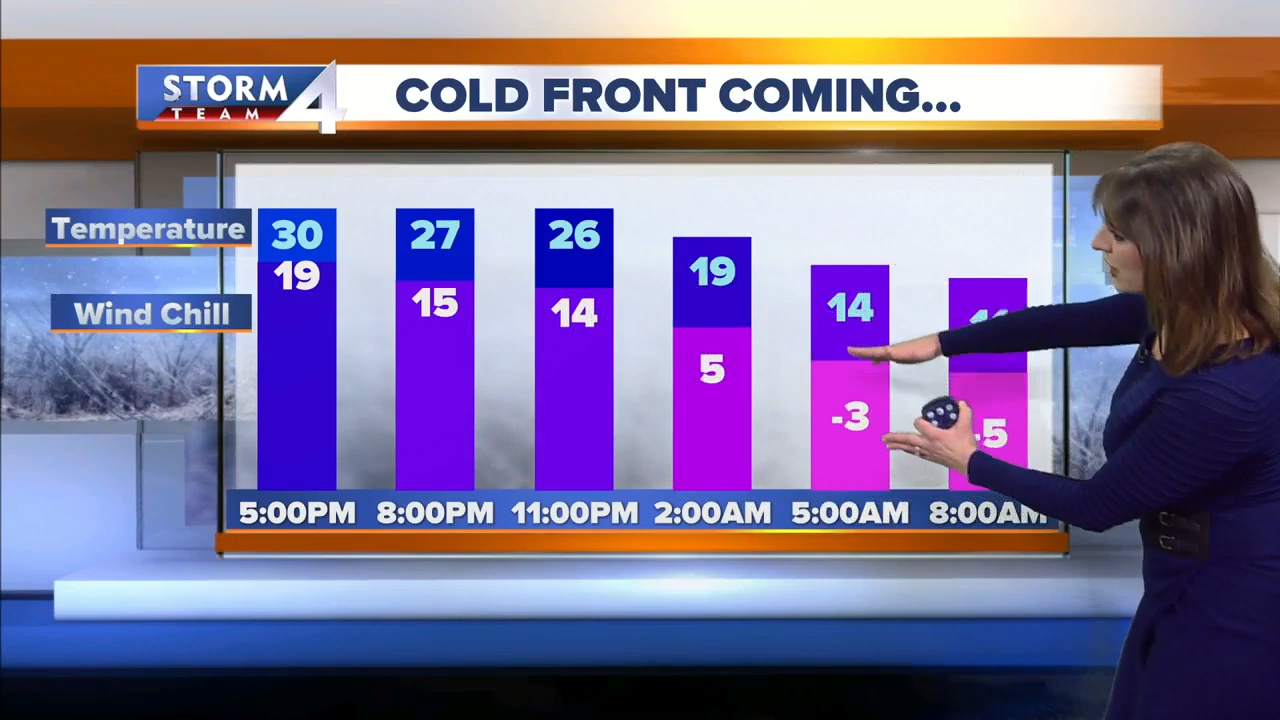 STORM
TEAM
4
COLD FRONT COMING...
Temperature
30 27 26 19 14
19 15 14 5 -3 -5
Wind Chill
5:00PM 8:00PM 11:00PM 2:00AM 5:00AM 8:00AM